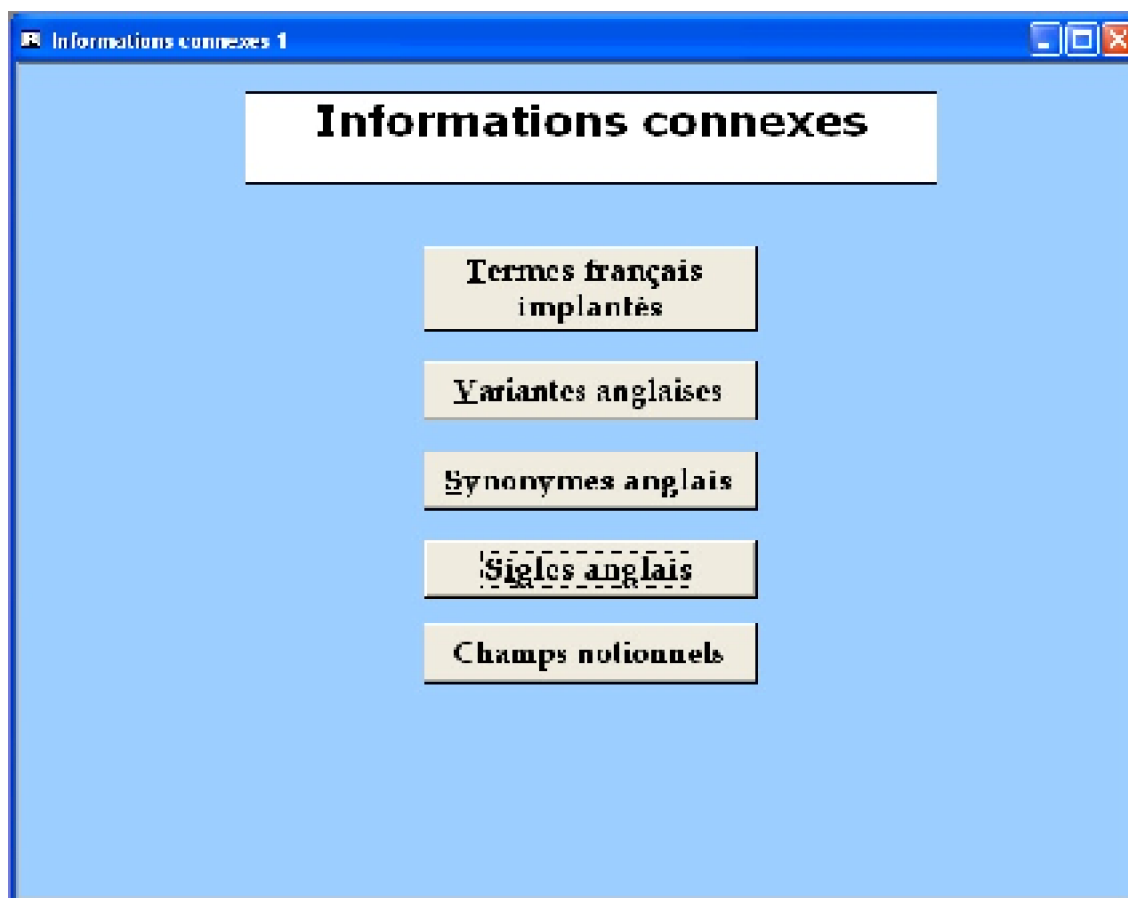 Informations connexes 1
Informations connexes
Termes français
implantés
Variantes anglaises
Synonymes anglais
Sigles anglais
Champs notionnels